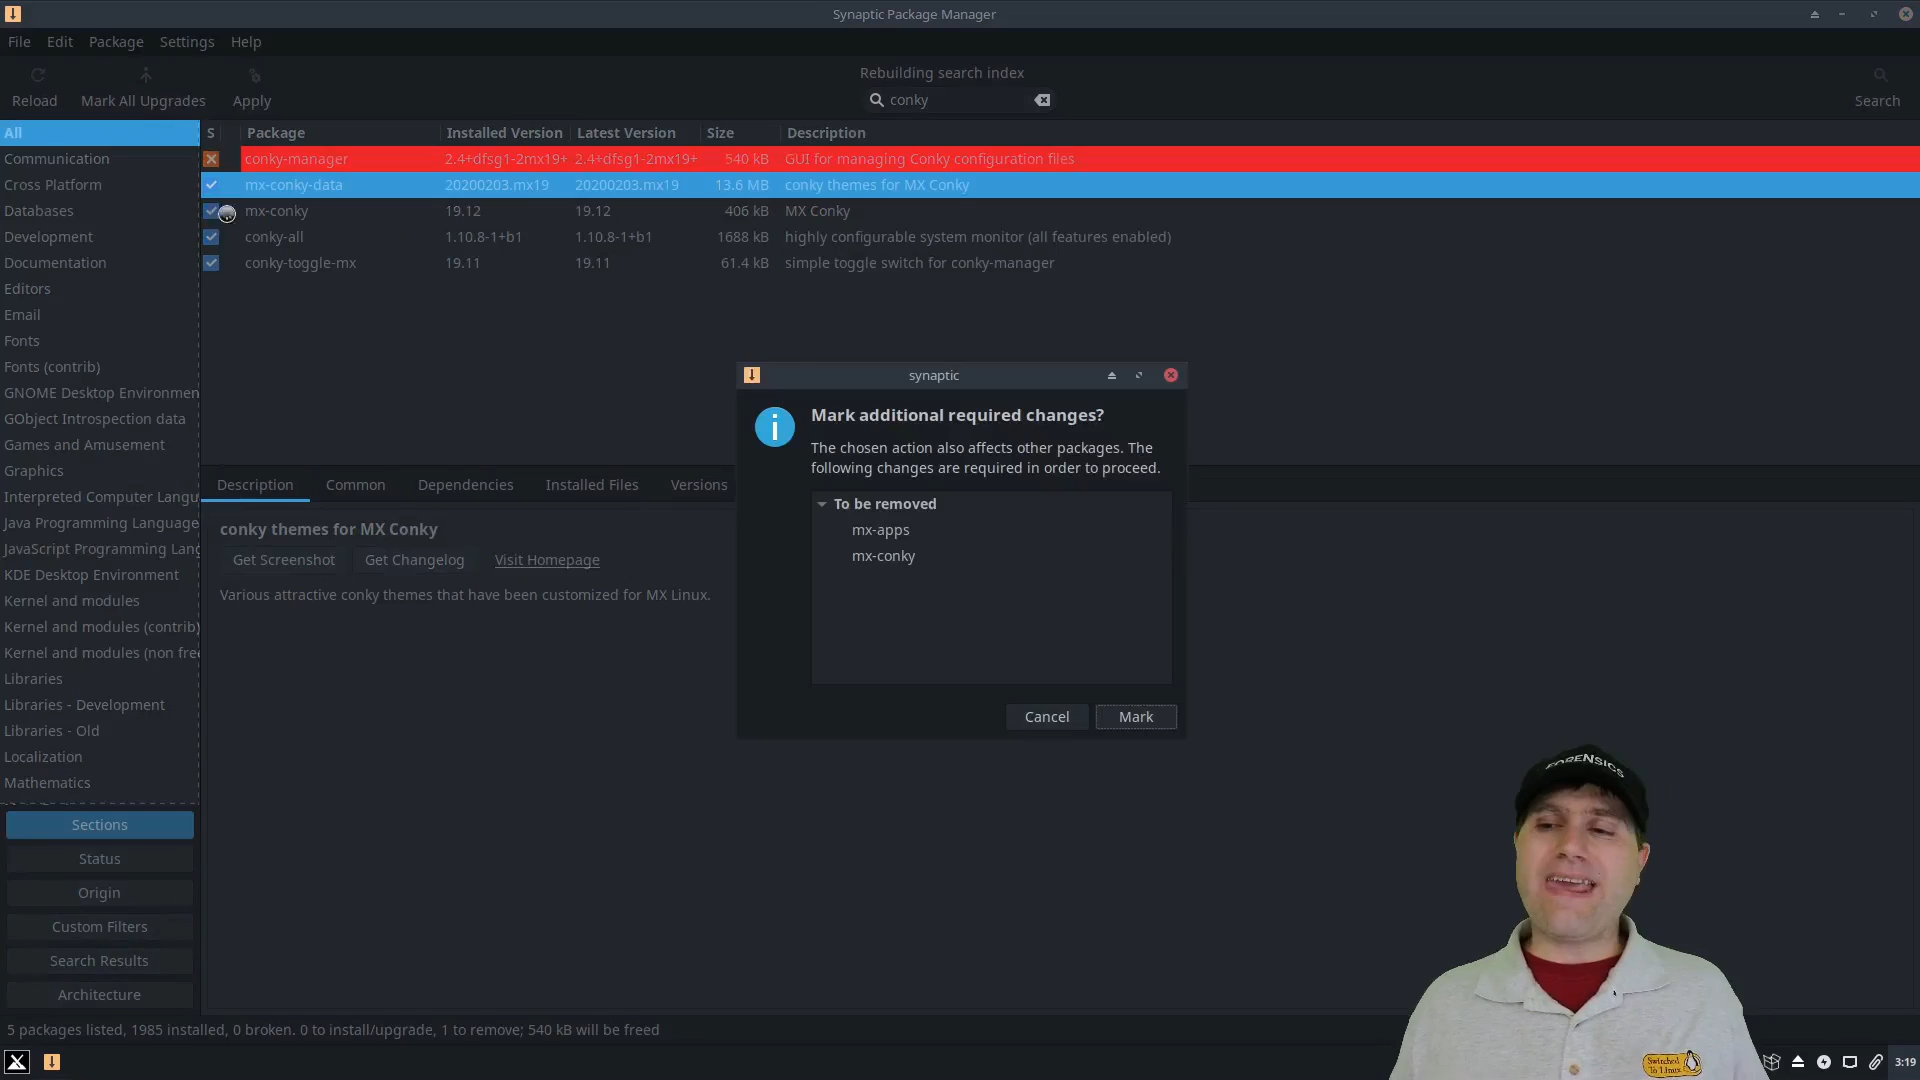 Synaptic Package Manager
File Edit Package Settings Help
Rebuilding search index
Reload Mark All Upgrades Apply
conky
Search
All
Communication
Cross Platform
Databases
Development
Documentation
Editors
Email
Fonts
Fonts (contrib)
GNOME Desktop Environmen
GObject Introspection data
Games and Amusement
Graphics
Interpreted Computer Langu
Java Programming Language
JavaScript Programming Lang
KDE Desktop Environment
Kernel and modules
Kernel and modules (contrib)
Kernel and modules (non fre
Libraries
Libraries - Development
Libraries - Old
Localization
Mathematics
Sections
Status
Origin
Custom Filters
Search Results
Architecture
S Package Installed Version Latest Version Size Description
conky-manager 2.4+dfsg1-2mx19+ 2.4+dfsg1-2mx19+ 540 kB GUI for managing Conky configuration files
mx-conky-data 20200203.mx19 20200203.mx19 13.6 MB conky themes for MX Conky
mx-conky 19.12 19.12 406 kB MX Conky
conky-all 1.10.8-1+b1 1.10.8-1+b1 1688 kB highly configurable system monitor (all features enabled)
conky-toggle-mx 19.11 19.11 61.4 kB simple toggle switch for conky-manager
Description Common Dependencies Installed Files Versions
conky themes for MX Conky
Get Screenshot Get Changelog Visit Homepage
Various attractive conky themes that have been customized for MX Linux.
synaptic
Mark additional required changes?
The chosen action also affects other packages. The
following changes are required in order to proceed.
To be removed
mx-apps
mx-conky
Cancel Mark
FORENSICS
Switched
To Linux
5 packages listed, 1985 installed, 0 broken. 0 to install/upgrade, 1 to remove; 540 kB will be freed
3:19